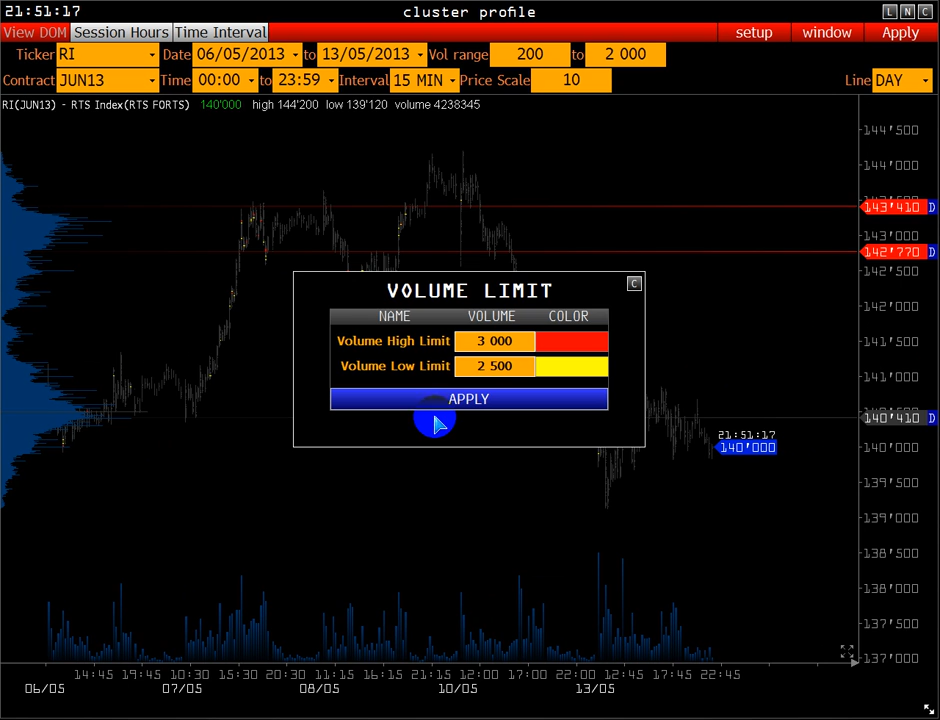 21:51:17 cluster profile L N C
View DOM Session Hours Time Interval setup window Apply
Ticker RI Date 06/05/2013 to 13/05/2013 Vol range 200 to 2 000
Contract JUN13 Time 00:00 to 23:59 Interval 15 MIN Price Scale 10 Line DAY
RI(JUN13) - RTS Index(RTS FORTS) 140'000 high 144'200 low 139'120 volume 4238345
144'500
144'000
143'410 D
143'000
142'770 D
142'500
142'000
141'500
141'000
140'410 D
140'000
139'500
139'000
138'500
138'000
137'500
137'000
VOLUME LIMIT C
NAME VOLUME COLOR
Volume High Limit 3 000
Volume Low Limit 2 500
APPLY
21:51:17
140'000
14:45 19:45 10:30 15:30 20:30 11:15 16:15 21:15 12:00 17:00 22:00 12:45 17:45 22:45
06/05 07/05 08/05 10/05 13/05